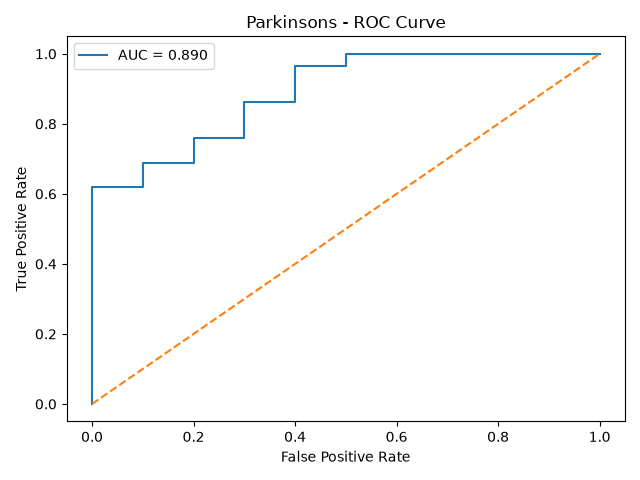 Parkinsons - ROC Curve
AUC = 0.890
True Positive Rate
1.0
0.8
0.6
0.4
0.2
0.0
0.0 0.2 0.4 0.6 0.8 1.0
False Positive Rate